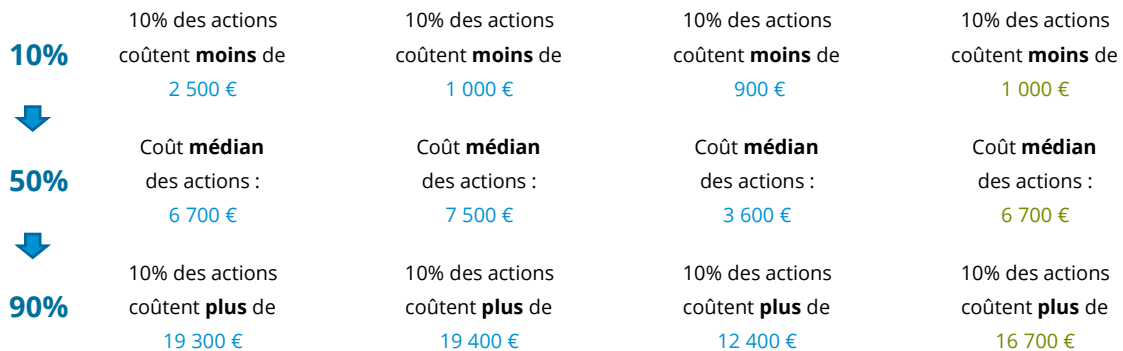 10%
10% des actions
coûtent moins de
2 500 €
10% des actions
coûtent moins de
1 000 €
10% des actions
coûtent moins de
900 €
10% des actions
coûtent moins de
1 000 €
50%
Coût médian
des actions :
6 700 €
Coût médian
des actions :
7 500 €
Coût médian
des actions :
3 600 €
Coût médian
des actions :
6 700 €
90%
10% des actions
coûtent plus de
19 300 €
10% des actions
coûtent plus de
19 400 €
10% des actions
coûtent plus de
12 400 €
10% des actions
coûtent plus de
16 700 €